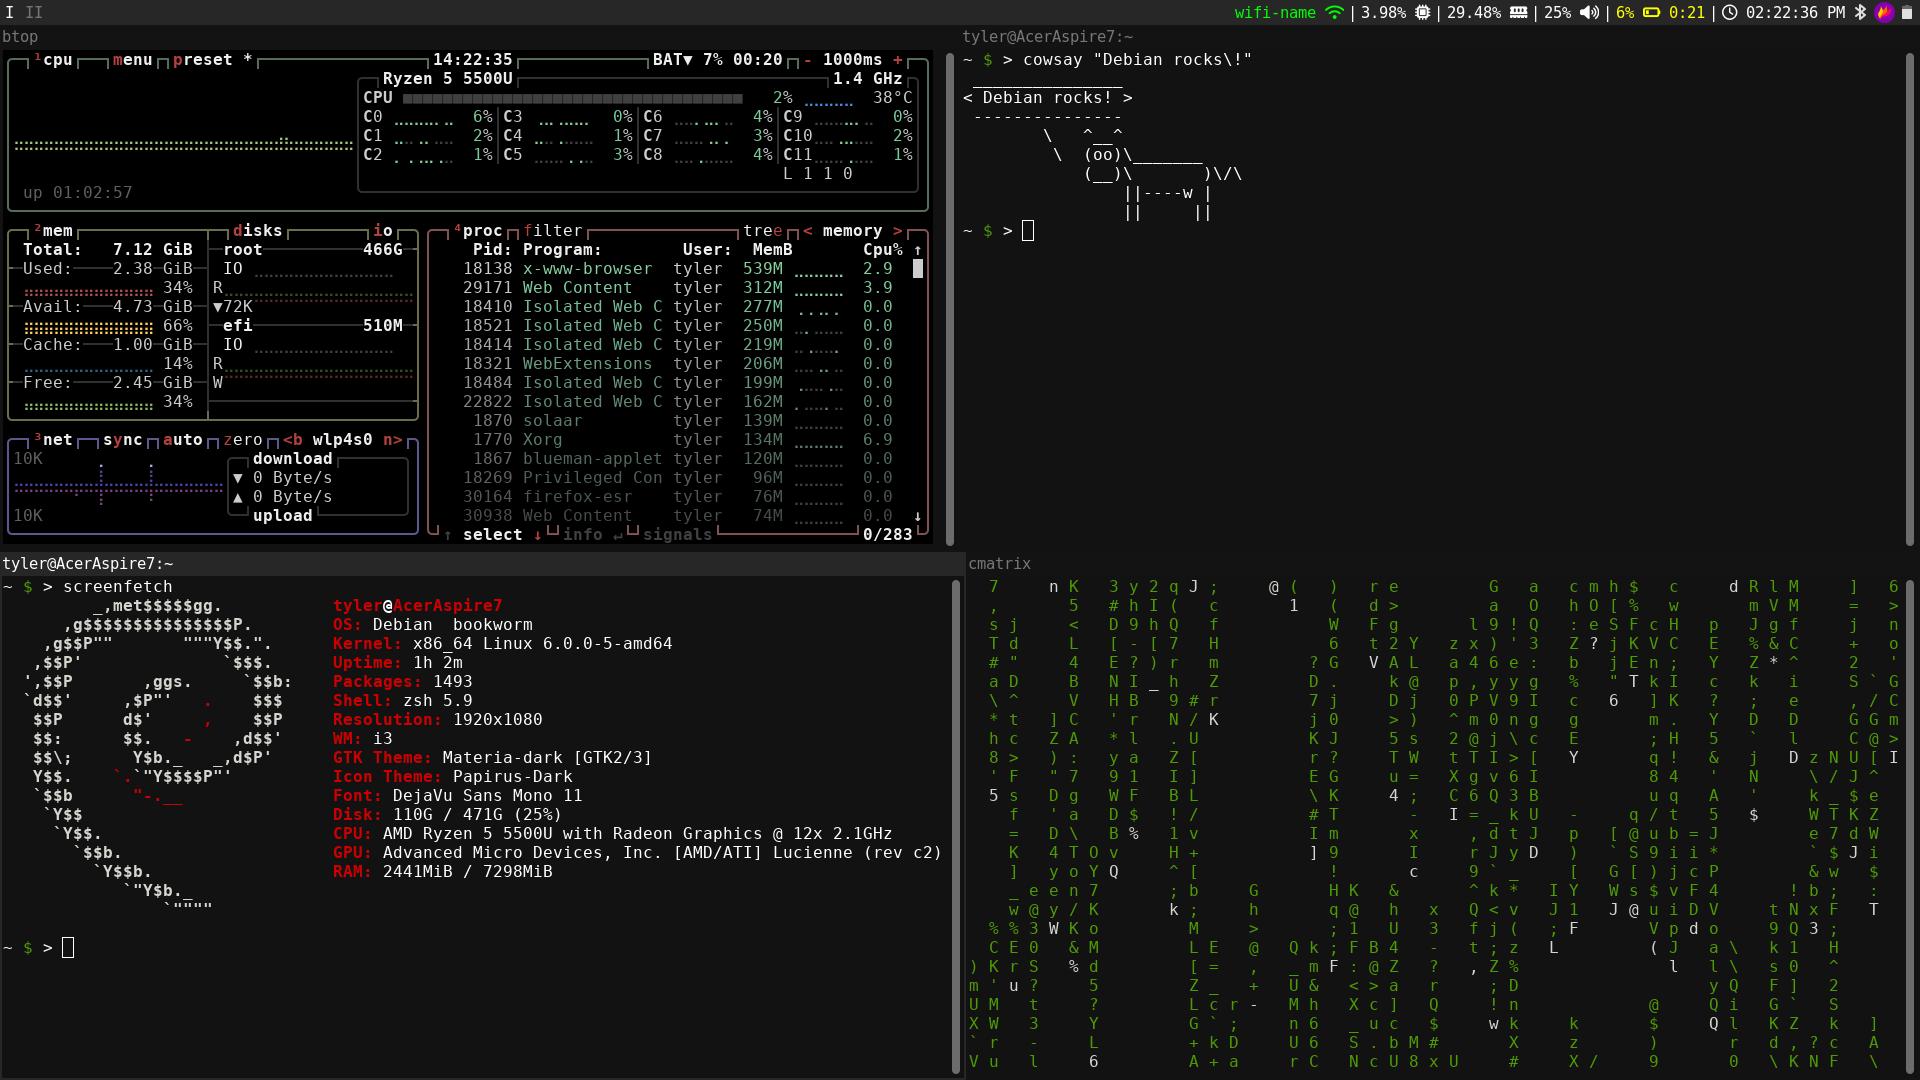 I II
wifi-name | 3.98% | 29.48% | 25% | 6% 0:21 | 02:22:36 PM
btop
¹cpu menu preset * 14:22:35 BAT▼ 7% 00:20 - 1000ms +
Ryzen 5 5500U 1.4 GHz
CPU 2% 38°C
C0 6% C3 0% C6 4% C9 0%
C1 2% C4 1% C7 3% C10 2%
C2 1% C5 3% C8 4% C11 1%
L 1 1 0
up 01:02:57
²mem disks io
Total: 7.12 GiB root 466G
Used: 2.38 GiB IO
34% R
Avail: 4.73 GiB ▼72K
66% efi 510M
Cache: 1.00 GiB IO
14% R
Free: 2.45 GiB W
34%
³net sync auto zero <b wlp4s0 n>
10K download
▼ 0 Byte/s
▲ 0 Byte/s
10K upload
⁴proc filter tree < memory >
Pid: Program: User: MemB Cpu% ↑
18138 x-www-browser tyler 539M 2.9
29171 Web Content tyler 312M 3.9
18410 Isolated Web C tyler 277M 0.0
18521 Isolated Web C tyler 250M 0.0
18414 Isolated Web C tyler 219M 0.0
18321 WebExtensions tyler 206M 0.0
18484 Isolated Web C tyler 199M 0.0
22822 Isolated Web C tyler 162M 0.0
1870 solaar tyler 139M 0.0
1770 Xorg tyler 134M 6.9
1867 blueman-applet tyler 120M 0.0
18269 Privileged Con tyler 96M 0.0
30164 firefox-esr tyler 76M 0.0
30938 Web Content tyler 74M 0.0 ↓
↑ select ↓ info ↵ signals 0/283
tyler@AcerAspire7:~
~ $ > cowsay "Debian rocks\!"
 _______________
< Debian rocks! >
 ---------------
        \   ^__^
         \  (oo)\_______
            (__)\       )\/\
                ||----w |
                ||     ||
~ $ >
tyler@AcerAspire7:~
~ $ > screenfetch
tyler@AcerAspire7
OS: Debian bookworm
Kernel: x86_64 Linux 6.0.0-5-amd64
Uptime: 1h 2m
Packages: 1493
Shell: zsh 5.9
Resolution: 1920x1080
WM: i3
GTK Theme: Materia-dark [GTK2/3]
Icon Theme: Papirus-Dark
Font: DejaVu Sans Mono 11
Disk: 110G / 471G (25%)
CPU: AMD Ryzen 5 5500U with Radeon Graphics @ 12x 2.1GHz
GPU: Advanced Micro Devices, Inc. [AMD/ATI] Lucienne (rev c2)
RAM: 2441MiB / 7298MiB
~ $ >
cmatrix